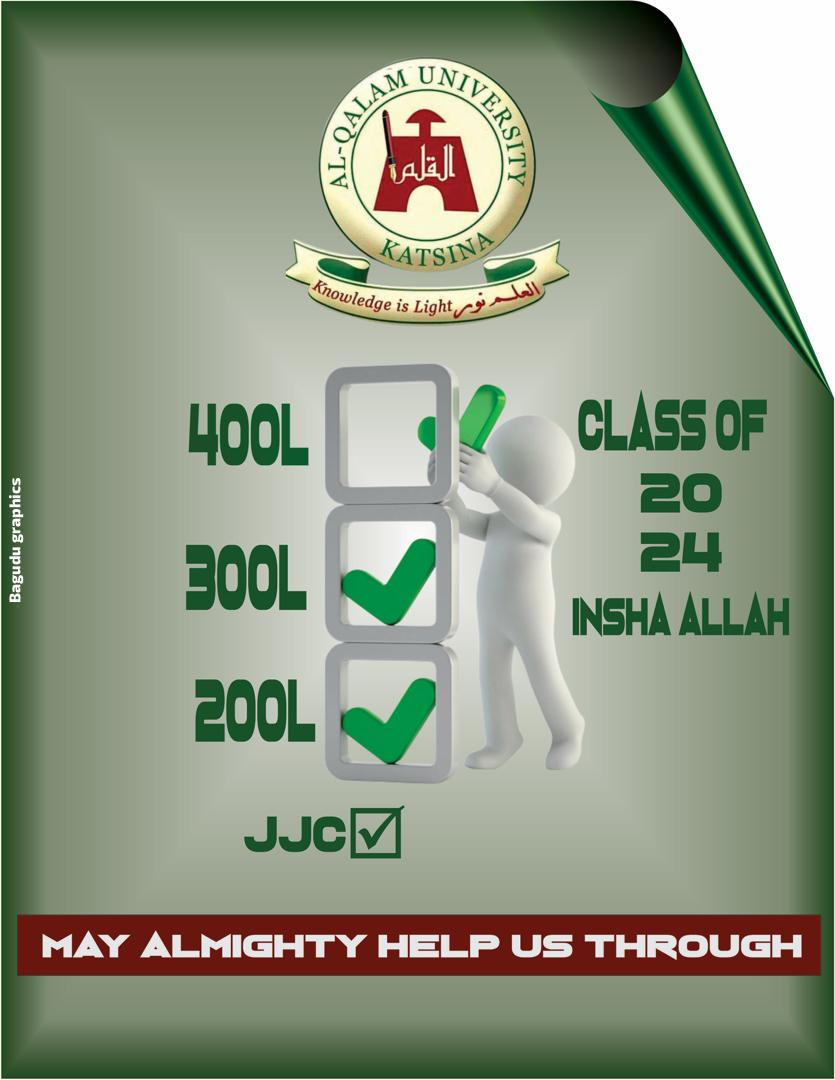 AL-QALAM UNIVERSITY
القلم
KATSINA
Knowledge is Light العلم نور
400L
CLASS OF
20
24
300L
INSHA ALLAH
200L
JJC
MAY ALMIGHTY HELP US THROUGH
Bagudu graphics